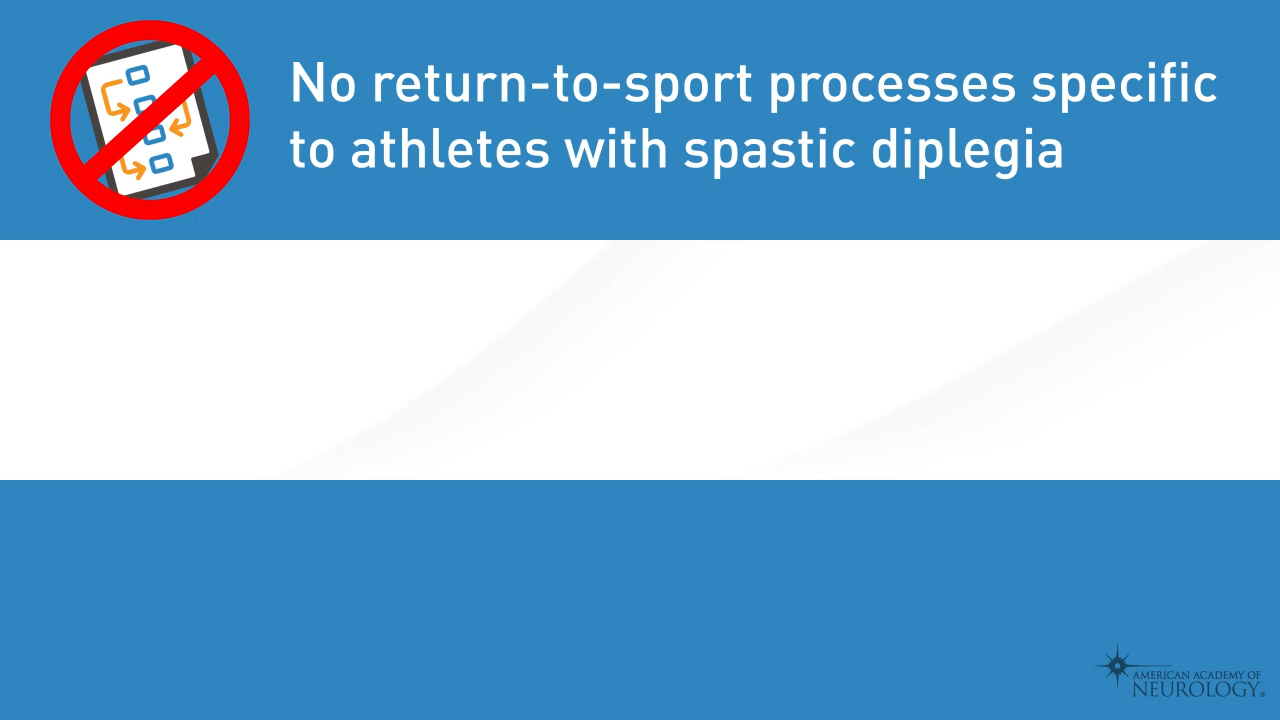 No return-to-sport processes specific
to athletes with spastic diplegia
AMERICAN ACADEMY OF
NEUROLOGY®